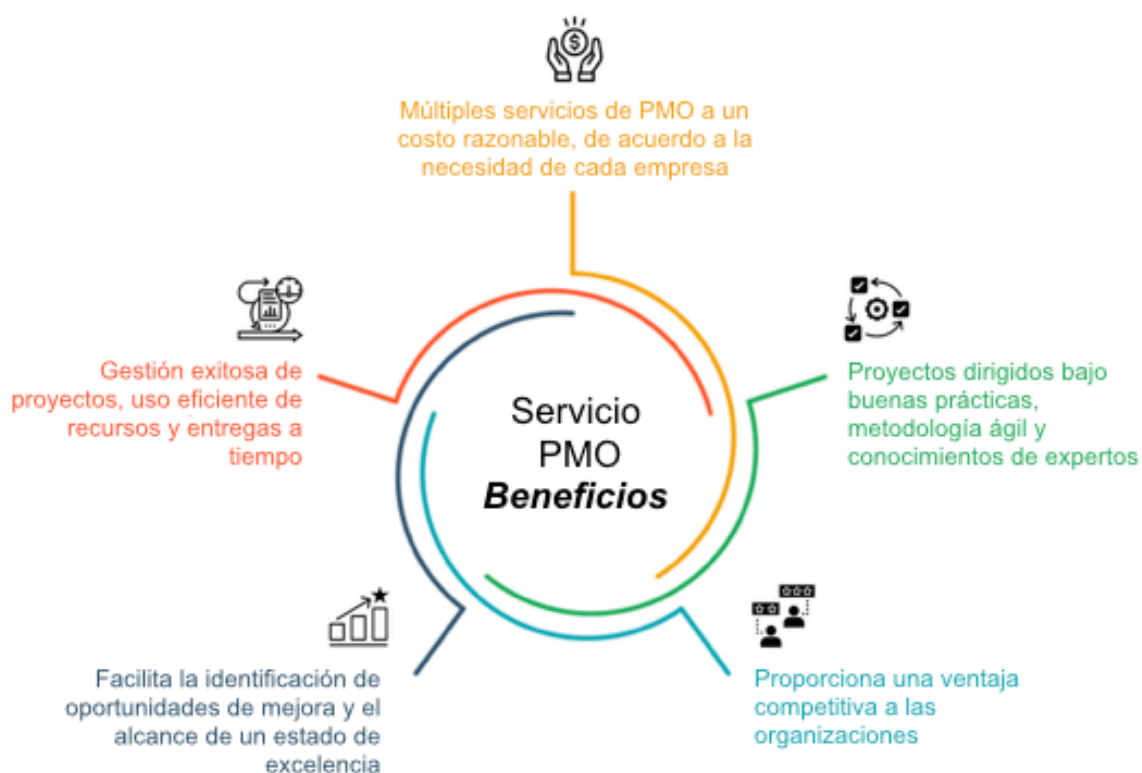 Múltiples servicios de PMO a un
costo razonable, de acuerdo a la
necesidad de cada empresa
Gestión exitosa de
proyectos, uso eficiente de
recursos y entregas a
tiempo
Servicio
PMO
Beneficios
Proyectos dirigidos bajo
buenas prácticas,
metodología ágil y
conocimientos de expertos
Facilita la identificación de
oportunidades de mejora y el
alcance de un estado de
excelencia
Proporciona una ventaja
competitiva a las
organizaciones